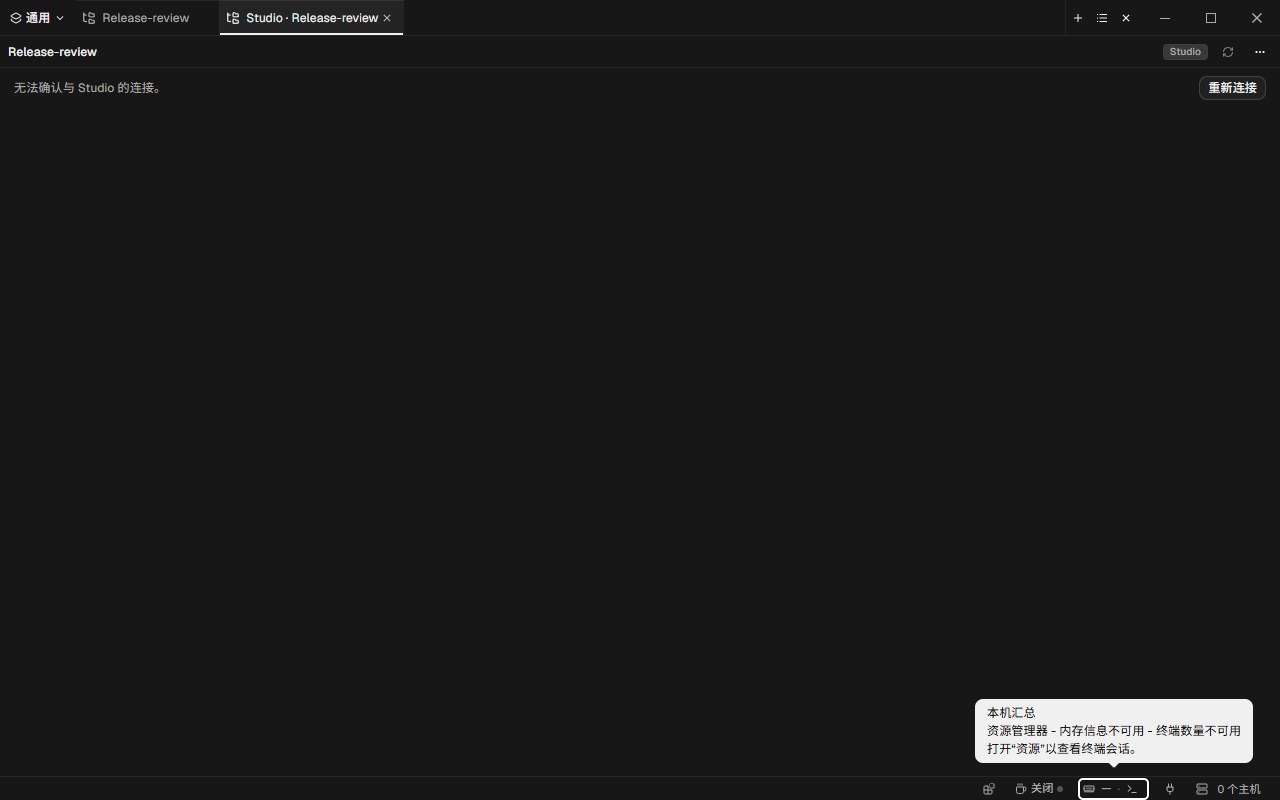 通用
Release-review
Studio · Release-review
Release-review
Studio
无法确认与 Studio 的连接。
重新连接
本机汇总
资源管理器 - 内存信息不可用 - 终端数量不可用
打开“资源”以查看终端会话。
关闭
— ·
0 个主机